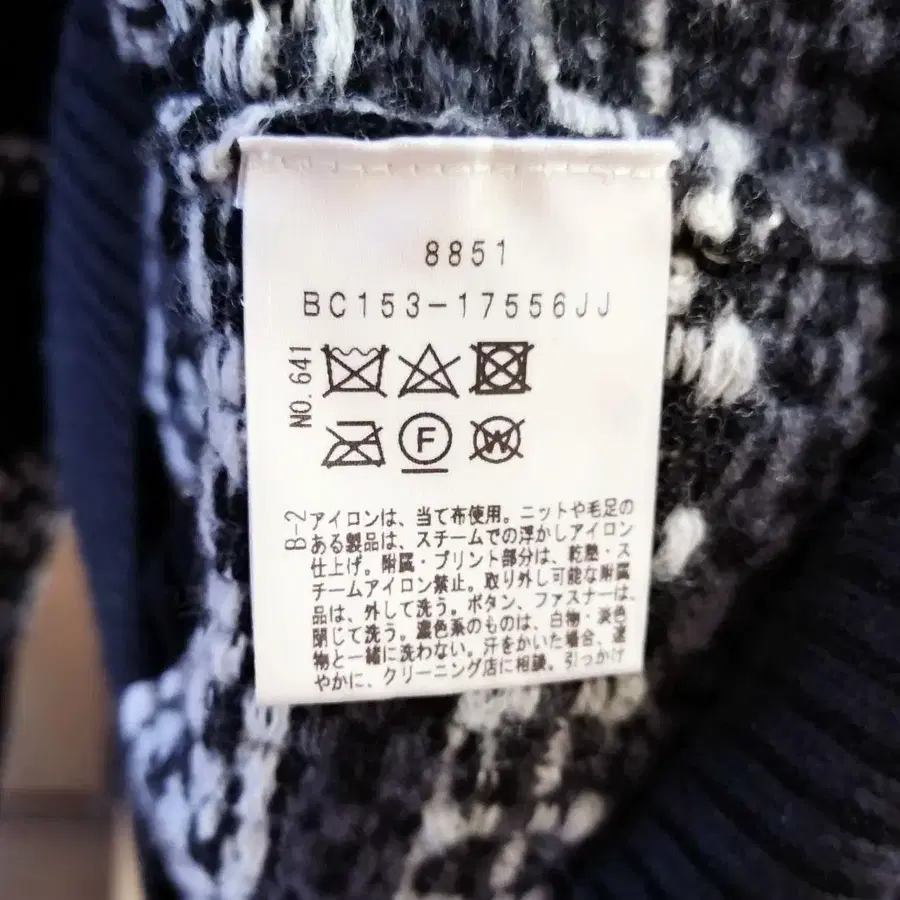 8851
BC153-17556JJ
NO.641
F
W
B-2
アイロンは、当て布使用。ニットや毛足の
ある製品は、スチームでの浮かしアイロン
仕上げ。附属・プリント部分は、乾熱・ス
チームアイロン禁止。取り外し可能な附属
品は、外して洗う。ボタン、ファスナーは、
閉じて洗う。濃色系のものは、白物・淡色
物と一緒に洗わない。汗をかいた場合、速
やかに、クリーニング店に相談。引っかけ